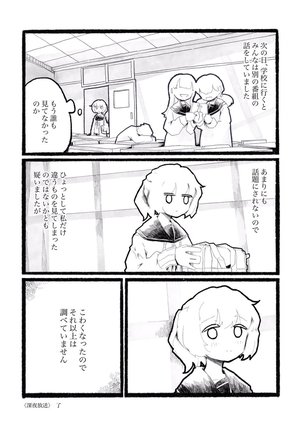 次の日、学校に行くと
みんなは別の番組の
話をしていました
もう誰も
見てなかった
のか
あまりにも
話題にされないので
ひょっとして私だけ
違うものを見てしまった
のではないかとも
疑いましたが
こわくなったので
それ以上は
調べていません
〈深夜放送〉 了